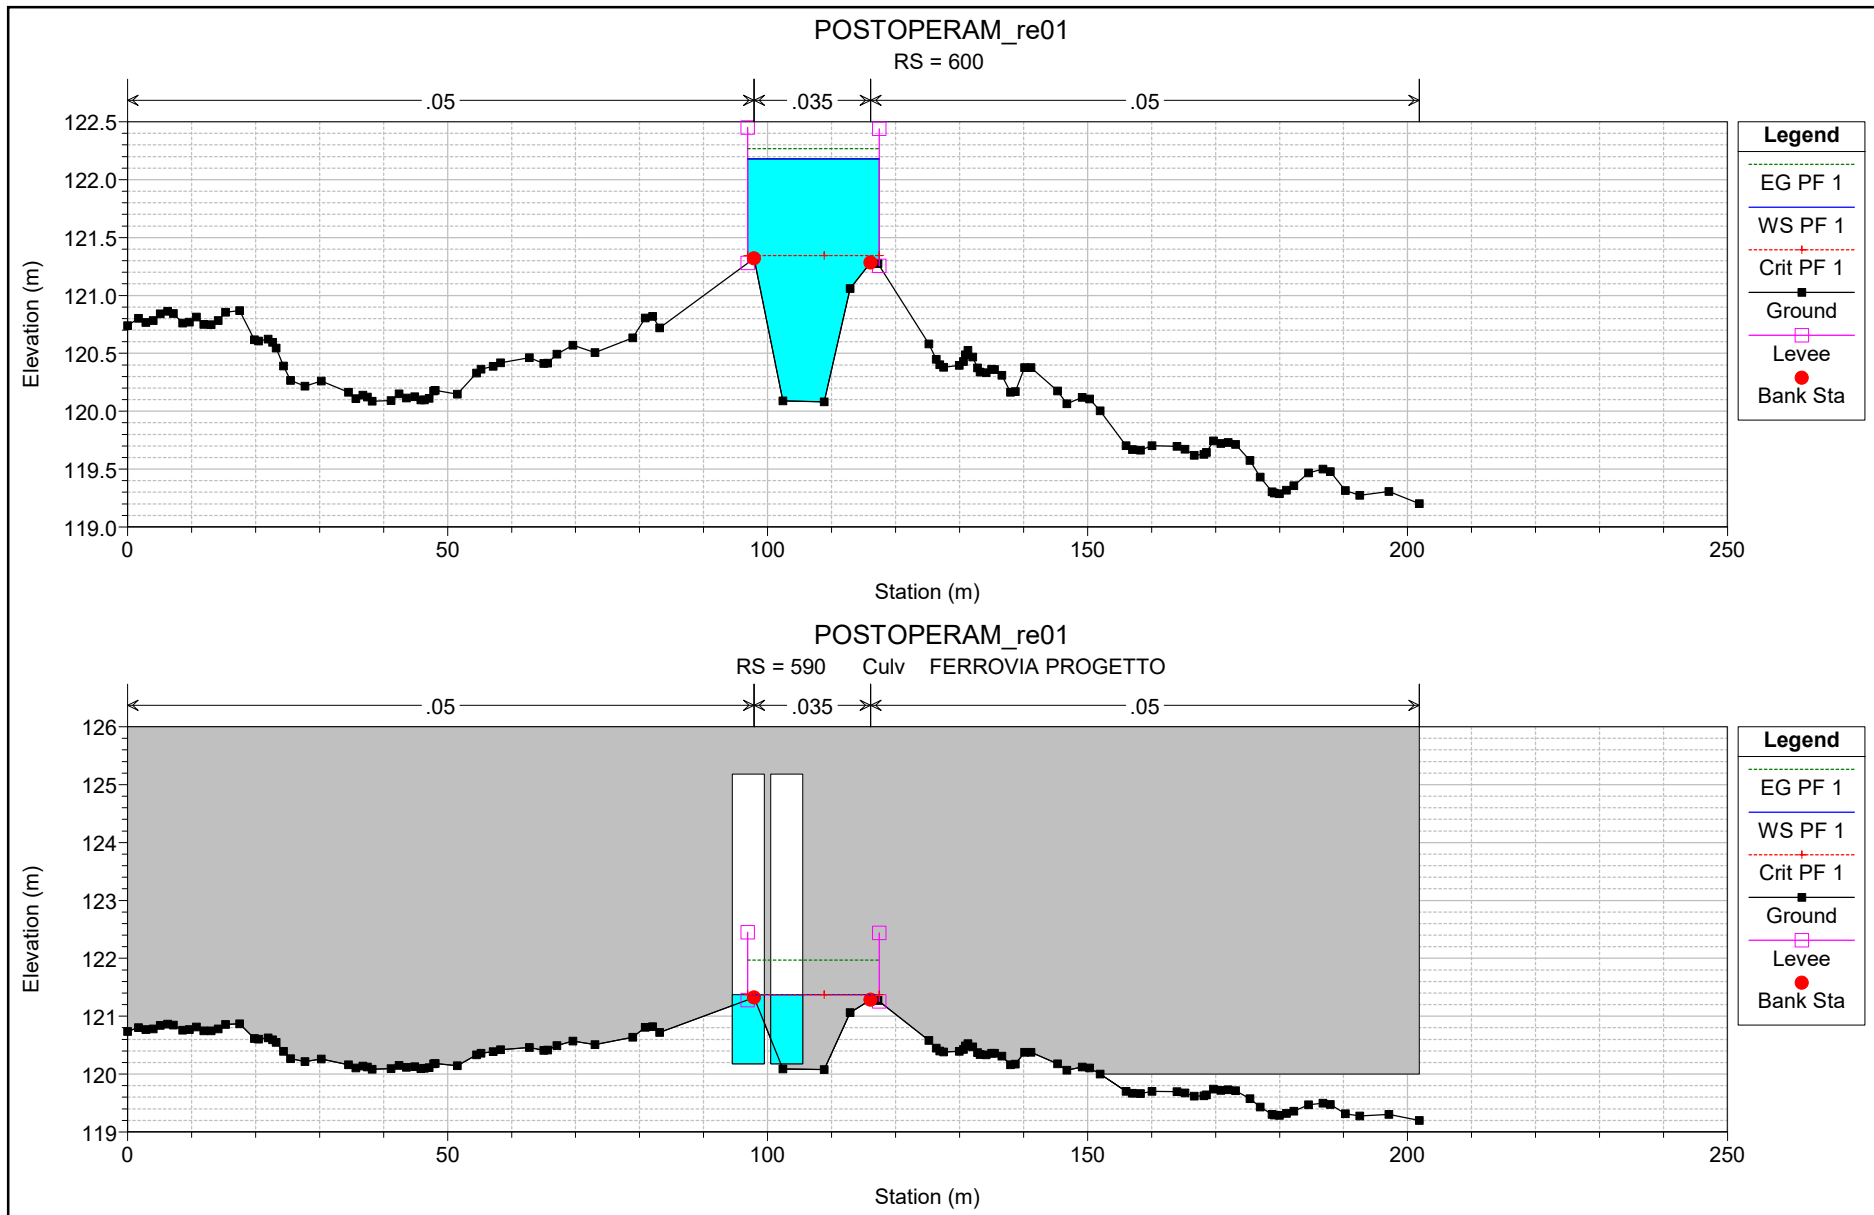 POSTOPERAM_re01
RS = 600
.05
.035
.05
122.5
122.0
121.5
121.0
120.5
120.0
119.5
119.0
Elevation (m)
0
50
100
150
200
250
Station (m)
Legend
EG PF 1
WS PF 1
Crit PF 1
Ground
Levee
Bank Sta
POSTOPERAM_re01
RS = 590 Culv FERROVIA PROGETTO
.05
.035
.05
126
125
124
123
122
121
120
119
Elevation (m)
0
50
100
150
200
250
Station (m)
Legend
EG PF 1
WS PF 1
Crit PF 1
Ground
Levee
Bank Sta